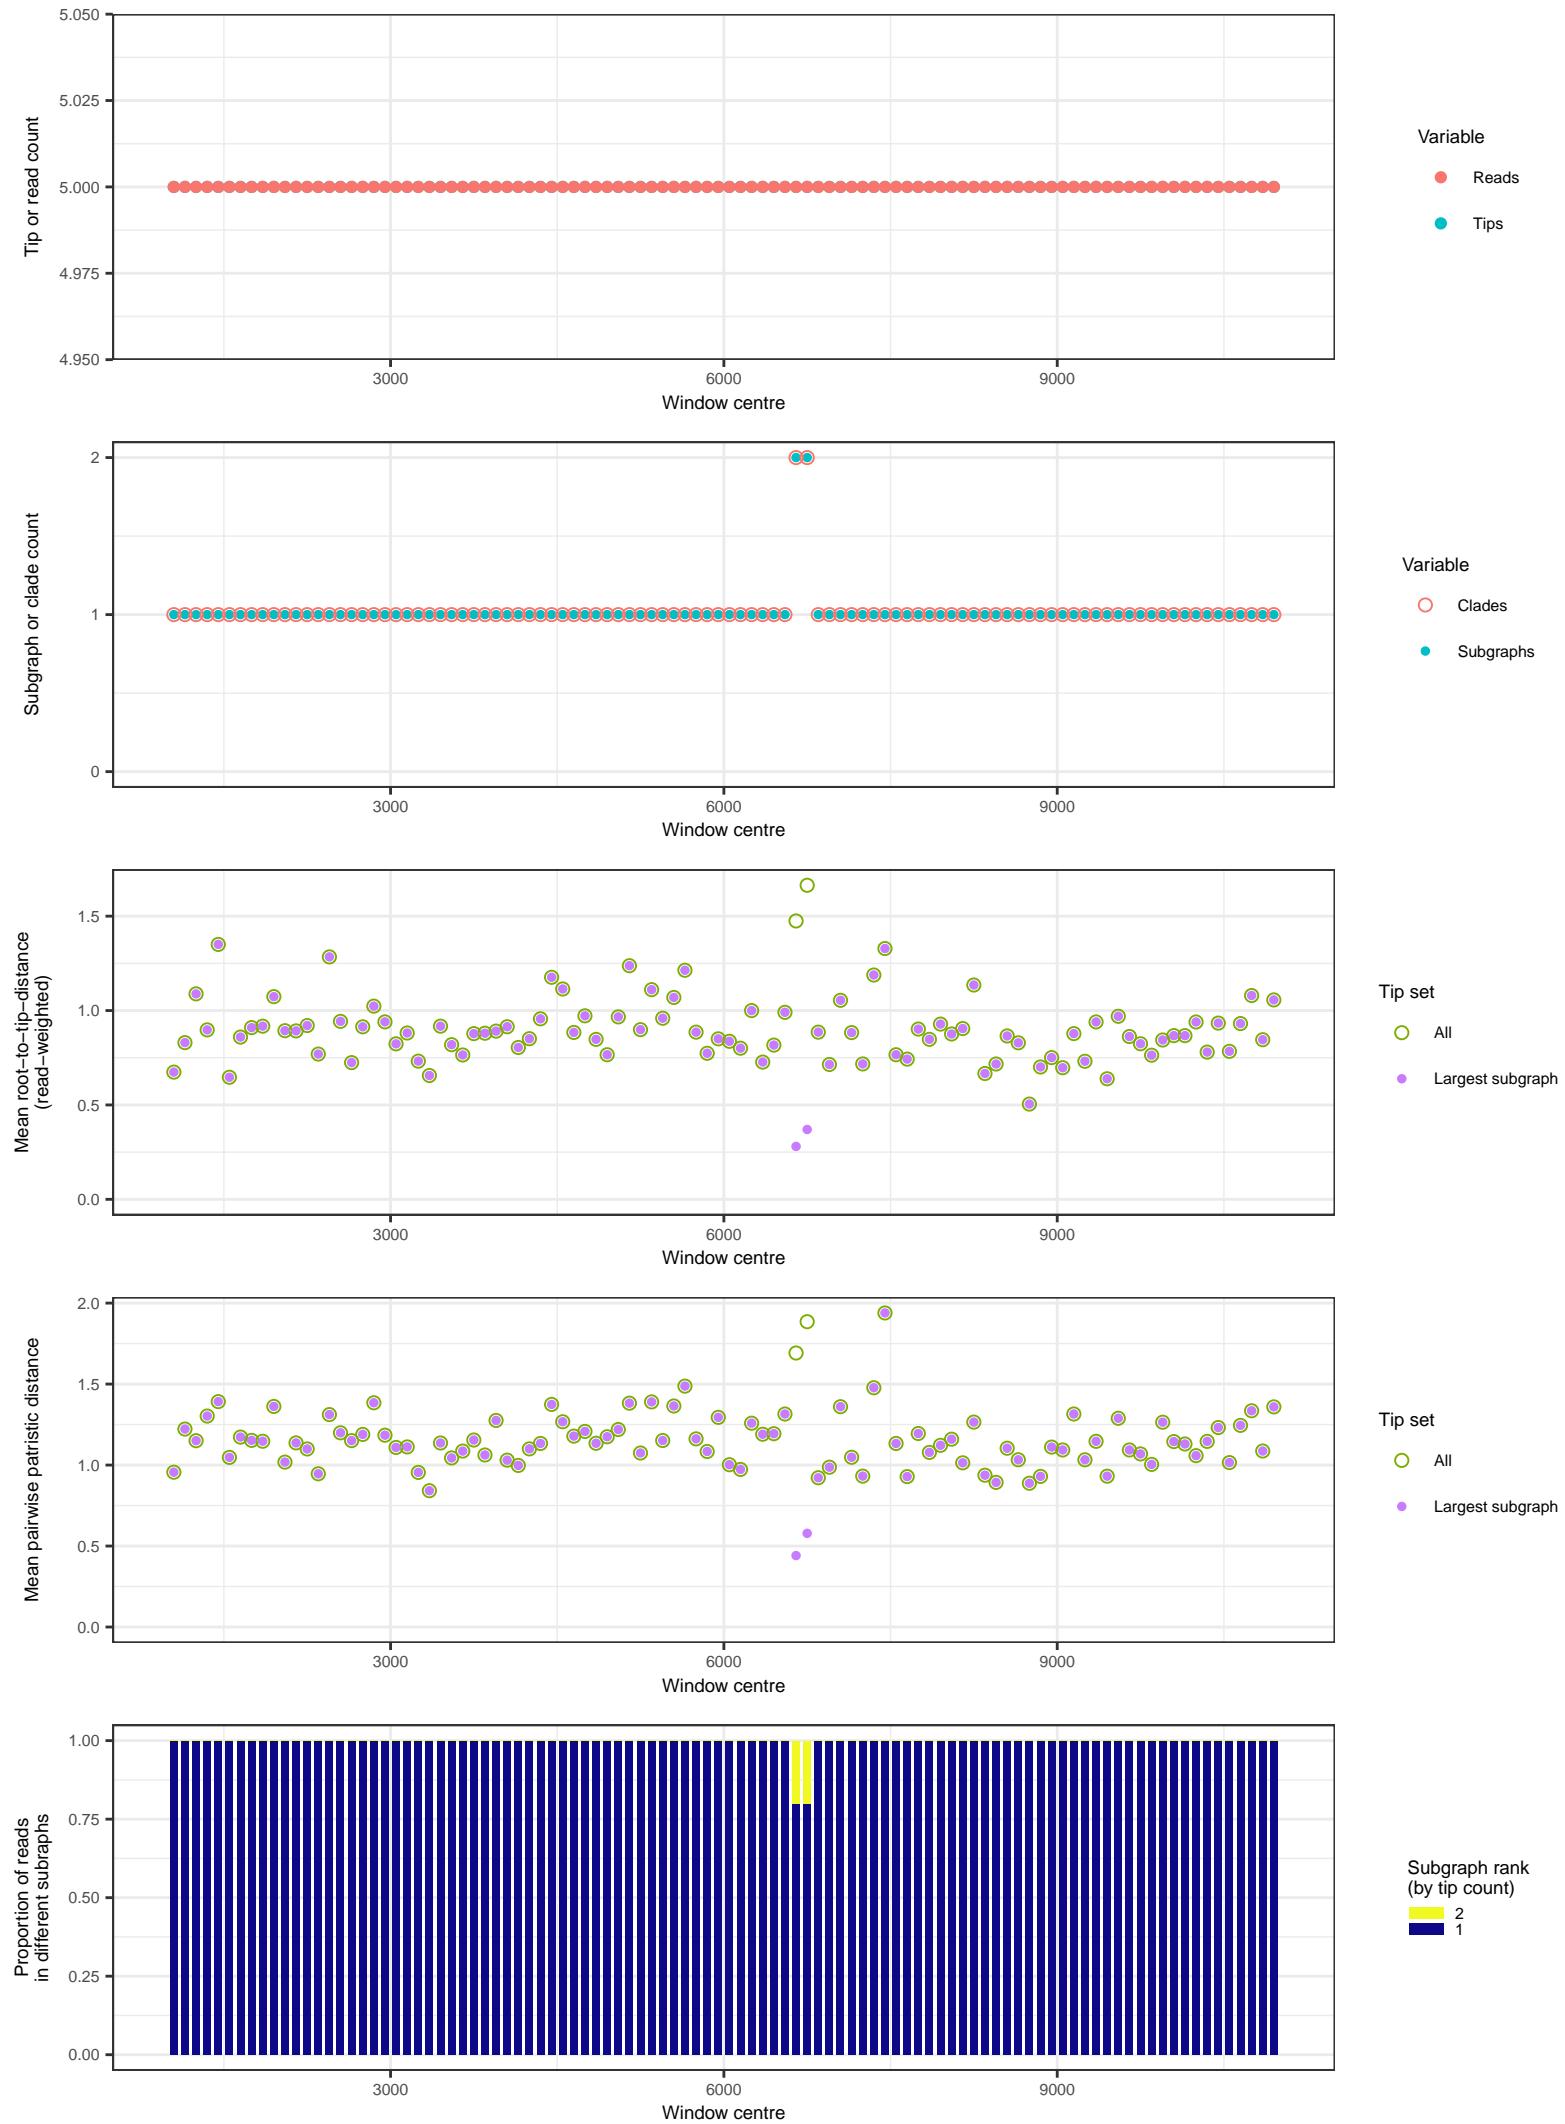 5.050
5.025
5.000
4.975
4.950
Tip or read count
3000 6000 9000
Window centre
Variable
Reads
Tips
2
1
0
Subgraph or clade count
3000 6000 9000
Window centre
Variable
Clades
Subgraphs
1.5
1.0
0.5
0.0
Mean root−to−tip−distance
(read−weighted)
3000 6000 9000
Window centre
Tip set
All
Largest subgraph
2.0
1.5
1.0
0.5
0.0
Mean pairwise patristic distance
3000 6000 9000
Window centre
Tip set
All
Largest subgraph
1.00
0.75
0.50
0.25
0.00
Proportion of reads
in different subraphs
3000 6000 9000
Window centre
Subgraph rank
(by tip count)
2
1